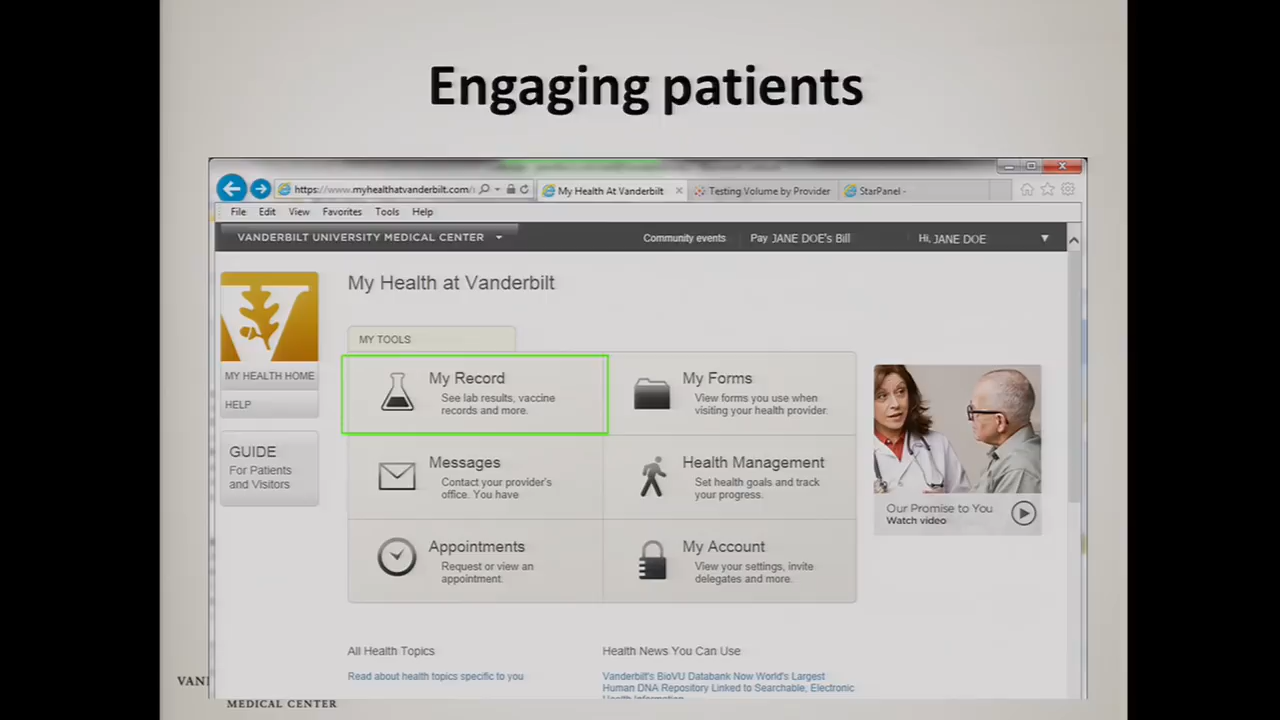 Engaging patients
https://www.myhealthatvanderbilt.com/
My Health At Vanderbilt
Testing Volume by Provider
StarPanel -
File Edit View Favorites Tools Help
VANDERBILT UNIVERSITY MEDICAL CENTER
Community events
Pay JANE DOE's Bill
Hi, JANE DOE
My Health at Vanderbilt
MY HEALTH HOME
HELP
GUIDE
For Patients
and Visitors
MY TOOLS
My Record
See lab results, vaccine
records and more.
My Forms
View forms you use when
visiting your health provider.
Messages
Contact your provider's
office. You have
Health Management
Set health goals and track
your progress.
Appointments
Request or view an
appointment.
My Account
View your settings, invite
delegates and more.
Our Promise to You
Watch video
All Health Topics
Read about health topics specific to you
Health News You Can Use
Vanderbilt's BioVU Databank Now World's Largest
Human DNA Repository Linked to Searchable, Electronic
Health Information
MEDICAL CENTER